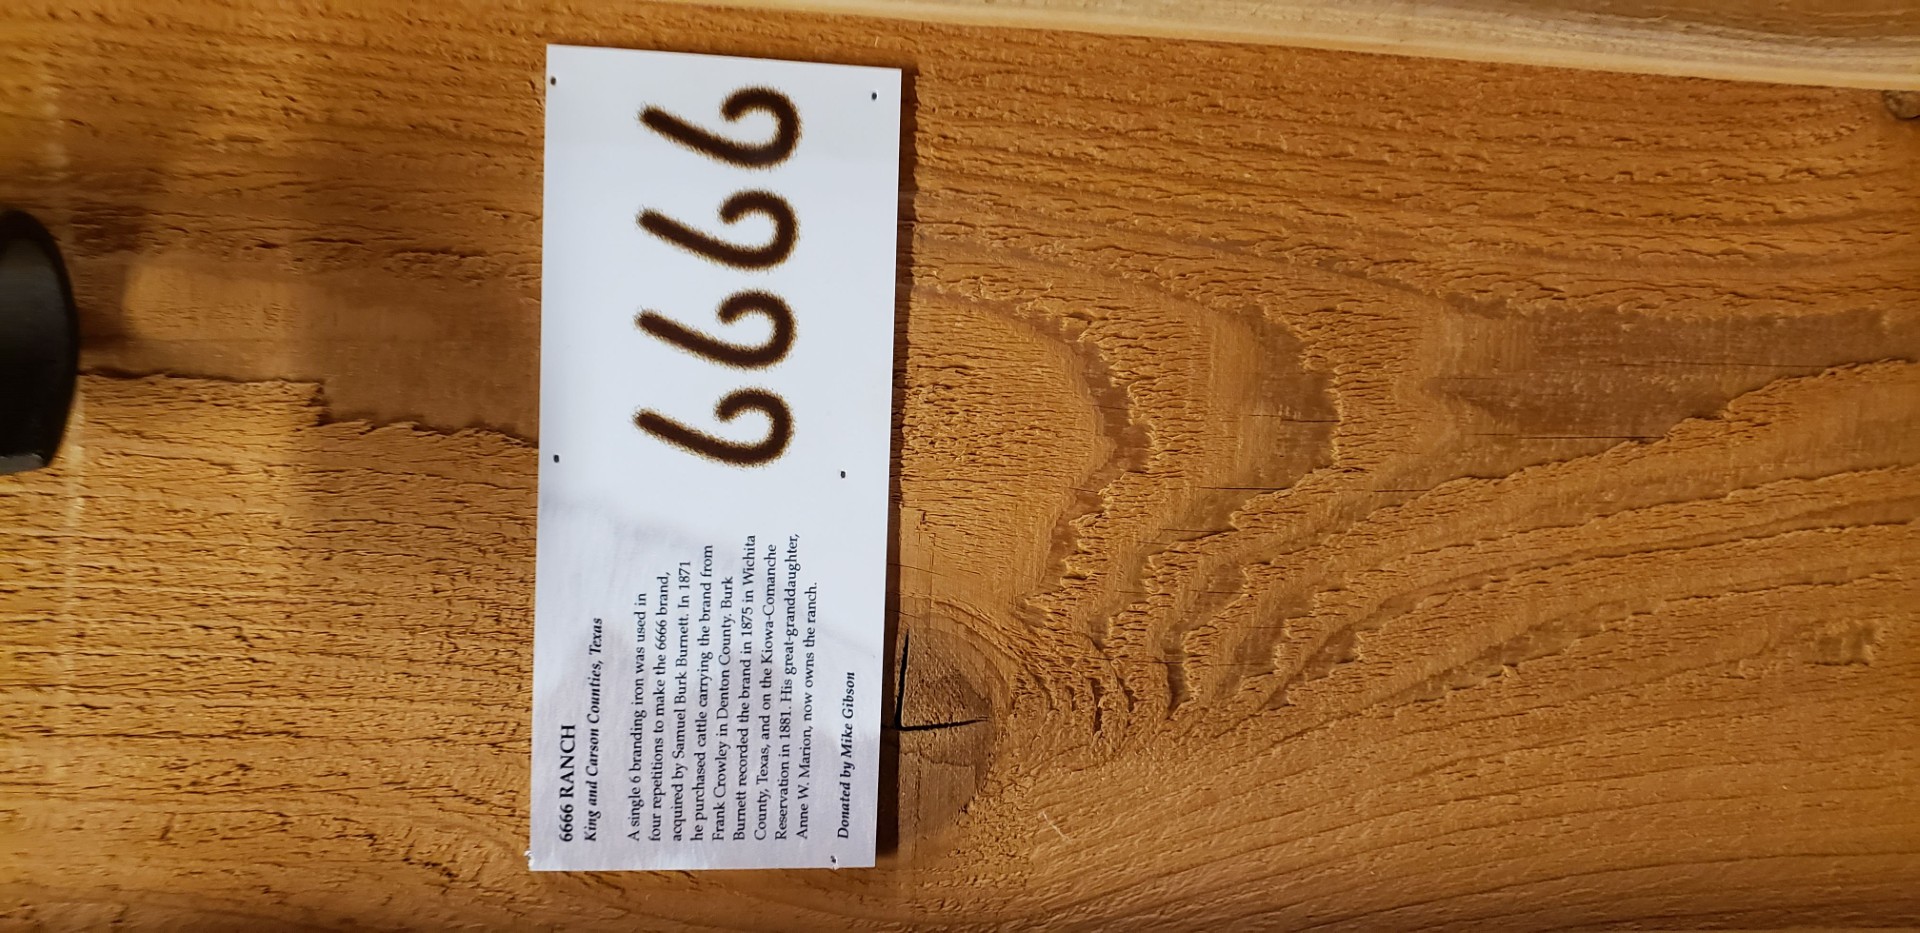 6666 RANCH
King and Carson Counties, Texas
A single 6 branding iron was used in
four repetitions to make the 6666 brand,
acquired by Samuel Burk Burnett. In 1871
he purchased cattle carrying the brand from
Frank Crowley in Denton County. Burk
Burnett recorded the brand in 1875 in Wichita
County, Texas, and on the Kiowa-Comanche
Reservation in 1881. His great-granddaughter,
Anne W. Marion, now owns the ranch.
Donated by Mike Gibson
6666